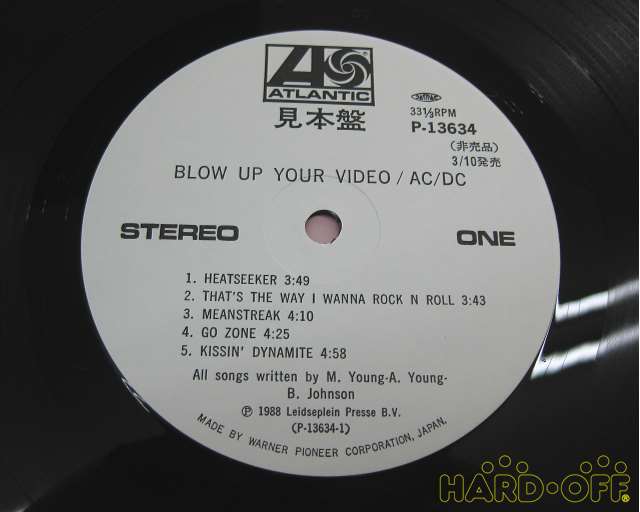 ATLANTIC
見本盤
33⅓RPM
P-13634
(非売品)
3/10発売
BLOW UP YOUR VIDEO / AC/DC
STEREO
ONE
1. HEATSEEKER 3:49
2. THAT'S THE WAY I WANNA ROCK N ROLL 3:43
3. MEANSTREAK 4:10
4. GO ZONE 4:25
5. KISSIN' DYNAMITE 4:58
All songs written by M. Young-A. Young-
B. Johnson
Ⓟ 1988 Leidseplein Presse B.V.
(P-13634-1)
MADE BY WARNER PIONEER CORPORATION, JAPAN.
HARD·OFF®